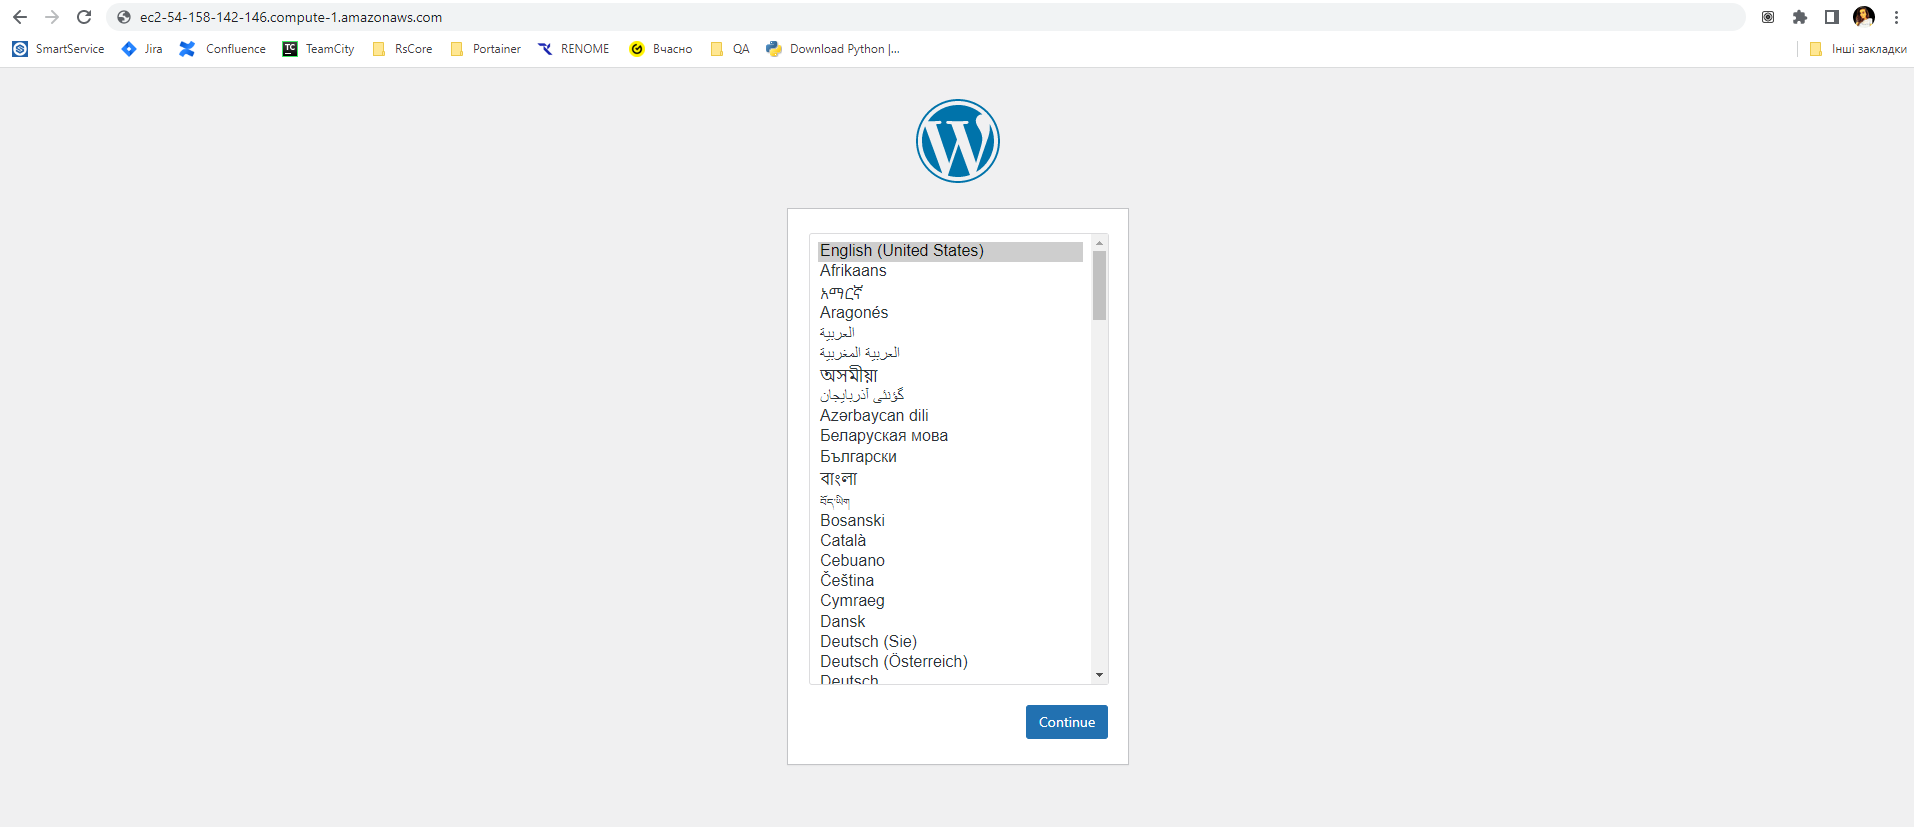 ec2-54-158-142-146.compute-1.amazonaws.com
SmartService Jira Confluence TeamCity RsCore Portainer RENOME Вчасно QA Download Python |... Інші закладки
English (United States)
Afrikaans
አማርኛ
Aragonés
العربية
العربية المغربية
অসমীয়া
گؤنئی آذربایجان
Azərbaycan dili
Беларуская мова
Български
বাংলা
བོད་ཡིག
Bosanski
Català
Cebuano
Čeština
Cymraeg
Dansk
Deutsch (Sie)
Deutsch (Österreich)
Deutsch
Continue